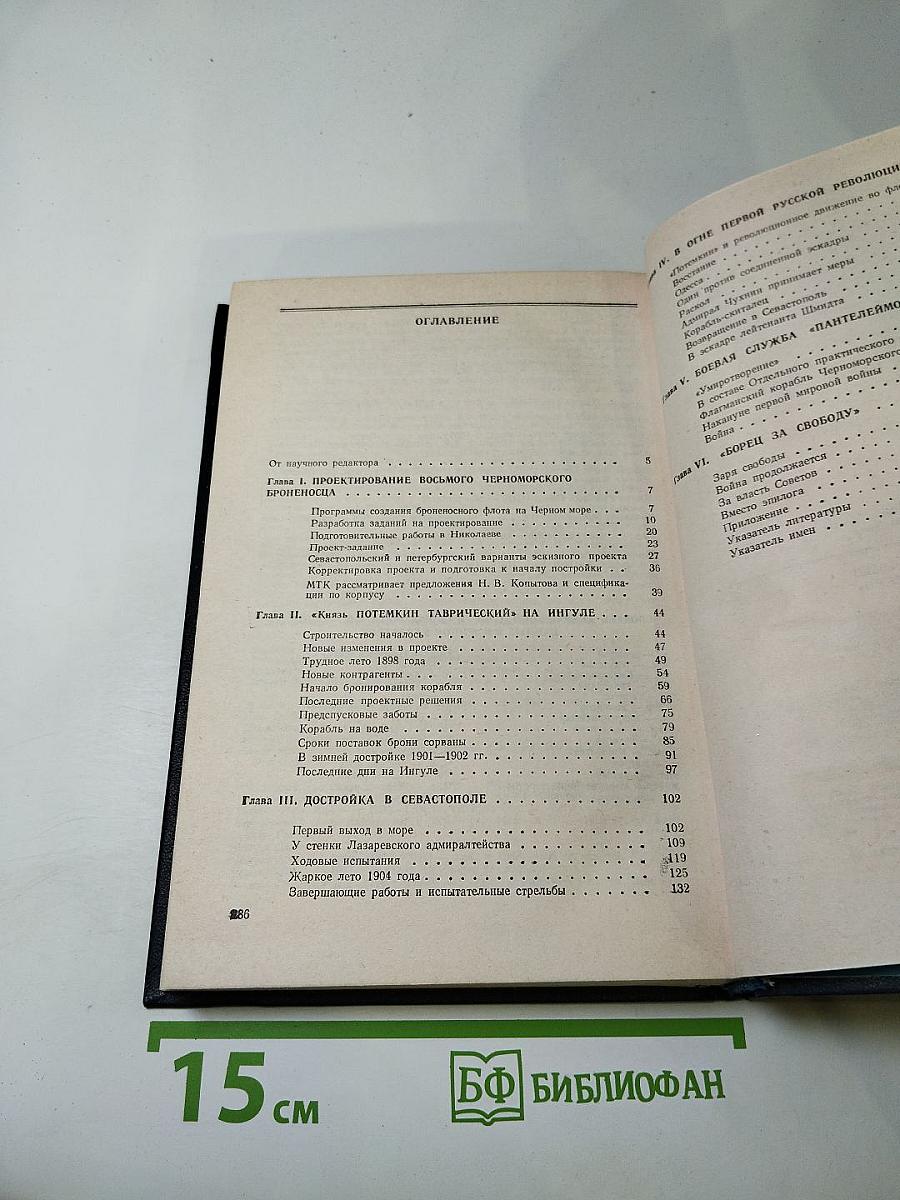 ОГЛАВЛЕНИЕ
От научного редактора . . . . . . . . . . . . . . . . . . . . . . . 5
Глава I. ПРОЕКТИРОВАНИЕ ВОСЬМОГО ЧЕРНОМОРСКОГО
БРОНЕНОСЦА . . . . . . . . . . . . . . . . . . . . . . . . . . . 7
Программы создания броненосного флота на Черном море . . . 7
Разработка заданий на проектирование . . . . . . . . . . . 10
Подготовительные работы в Николаеве . . . . . . . . . . . 20
Проект-задание . . . . . . . . . . . . . . . . . . . . . . . 23
Севастопольский и петербургский варианты эскизного проекта 27
Корректировка проекта и подготовка к началу постройки . . 36
МТК рассматривает предложения Н. В. Копытова и специфика-
ции по корпусу . . . . . . . . . . . . . . . . . . . . . . . . 39
Глава II. «Князь ПОТЕМКИН ТАВРИЧЕСКИЙ» НА ИНГУЛЕ . . . 44
Строительство началось . . . . . . . . . . . . . . . . . . . 44
Новые изменения в проекте . . . . . . . . . . . . . . . . . 47
Трудное лето 1898 года . . . . . . . . . . . . . . . . . . . 49
Новые контрагенты . . . . . . . . . . . . . . . . . . . . . 54
Начало бронирования корабля . . . . . . . . . . . . . . . . 59
Последние проектные решения . . . . . . . . . . . . . . . . 66
Предспусковые заботы . . . . . . . . . . . . . . . . . . . . 75
Корабль на воде . . . . . . . . . . . . . . . . . . . . . . 79
Сроки поставок брони сорваны . . . . . . . . . . . . . . . 85
В зимней достройке 1901—1902 гг. . . . . . . . . . . . . . 91
Последние дни на Ингуле . . . . . . . . . . . . . . . . . . 97
Глава III. ДОСТРОЙКА В СЕВАСТОПОЛЕ . . . . . . . . . . . . 102
Первый выход в море . . . . . . . . . . . . . . . . . . . 102
У стенки Лазаревского адмиралтейства . . . . . . . . . . . 109
Ходовые испытания . . . . . . . . . . . . . . . . . . . . 119
Жаркое лето 1904 года . . . . . . . . . . . . . . . . . . . 125
Завершающие работы и испытательные стрельбы . . . . . . . 132
286
IV. В ОГНЕ ПЕРВОЙ РУССКОЙ РЕВОЛЮЦИ
«Потемкин» и революционное движение во фло
Восстание
Одесса
Один против соединенной эскадры
Раскол
Адмирал Чухнин принимает меры
Корабль-скиталец
Возвращение в Севастополь
В эскадре лейтенанта Шмидта
Глава V. БОЕВАЯ СЛУЖБА «ПАНТЕЛЕЙМО
«Умиротворение»
В составе Отдельного практического
Флагманский корабль Черноморского
Накануне первой мировой войны
Война
Глава VI. «БОРЕЦ ЗА СВОБОДУ»
Заря свободы
Война продолжается
За власть Советов
Вместо эпилога
Приложение
Указатель литературы
Указатель имен
15 см
БФ БИБЛИОФАН